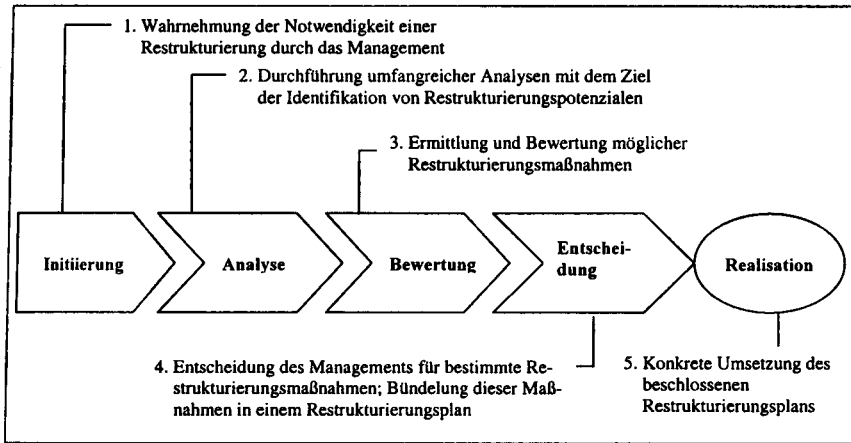 1. Wahrnehmung der Notwendigkeit einer
Restrukturierung durch das Management
2. Durchführung umfangreicher Analysen mit dem Ziel
der Identifikation von Restrukturierungspotenzialen
3. Ermittlung und Bewertung möglicher
Restrukturierungsmaßnahmen
Initiierung
Analyse
Bewertung
Entschei-
dung
Realisation
4. Entscheidung des Managements für bestimmte Re-
strukturierungsmaßnahmen; Bündelung dieser Maß-
nahmen in einem Restrukturierungsplan
5. Konkrete Umsetzung des
beschlossenen
Restrukturierungsplans